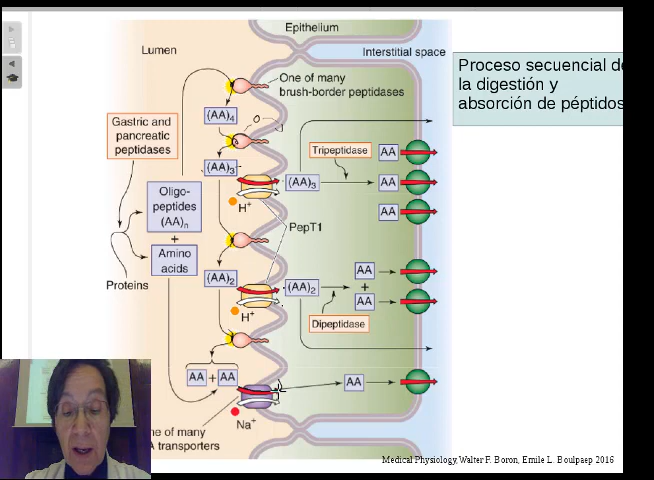 Epithelium
Lumen
Interstitial space
Proceso secuencial de
la digestión y
absorción de péptidos
One of many
brush-border peptidases
(AA)4
Gastric and
pancreatic
peptidases
(AA)3
Tripeptidase
(AA)3
AA
AA
AA
H+
Oligo-
peptides
(AA)n
+
Amino
acids
PepT1
Proteins
(AA)2
(AA)2
AA
+
AA
H+
Dipeptidase
AA + AA
AA
Na+
ne of many
A transporters
Medical Physiology,Walter F. Boron, Emile L. Boulpaep 2016